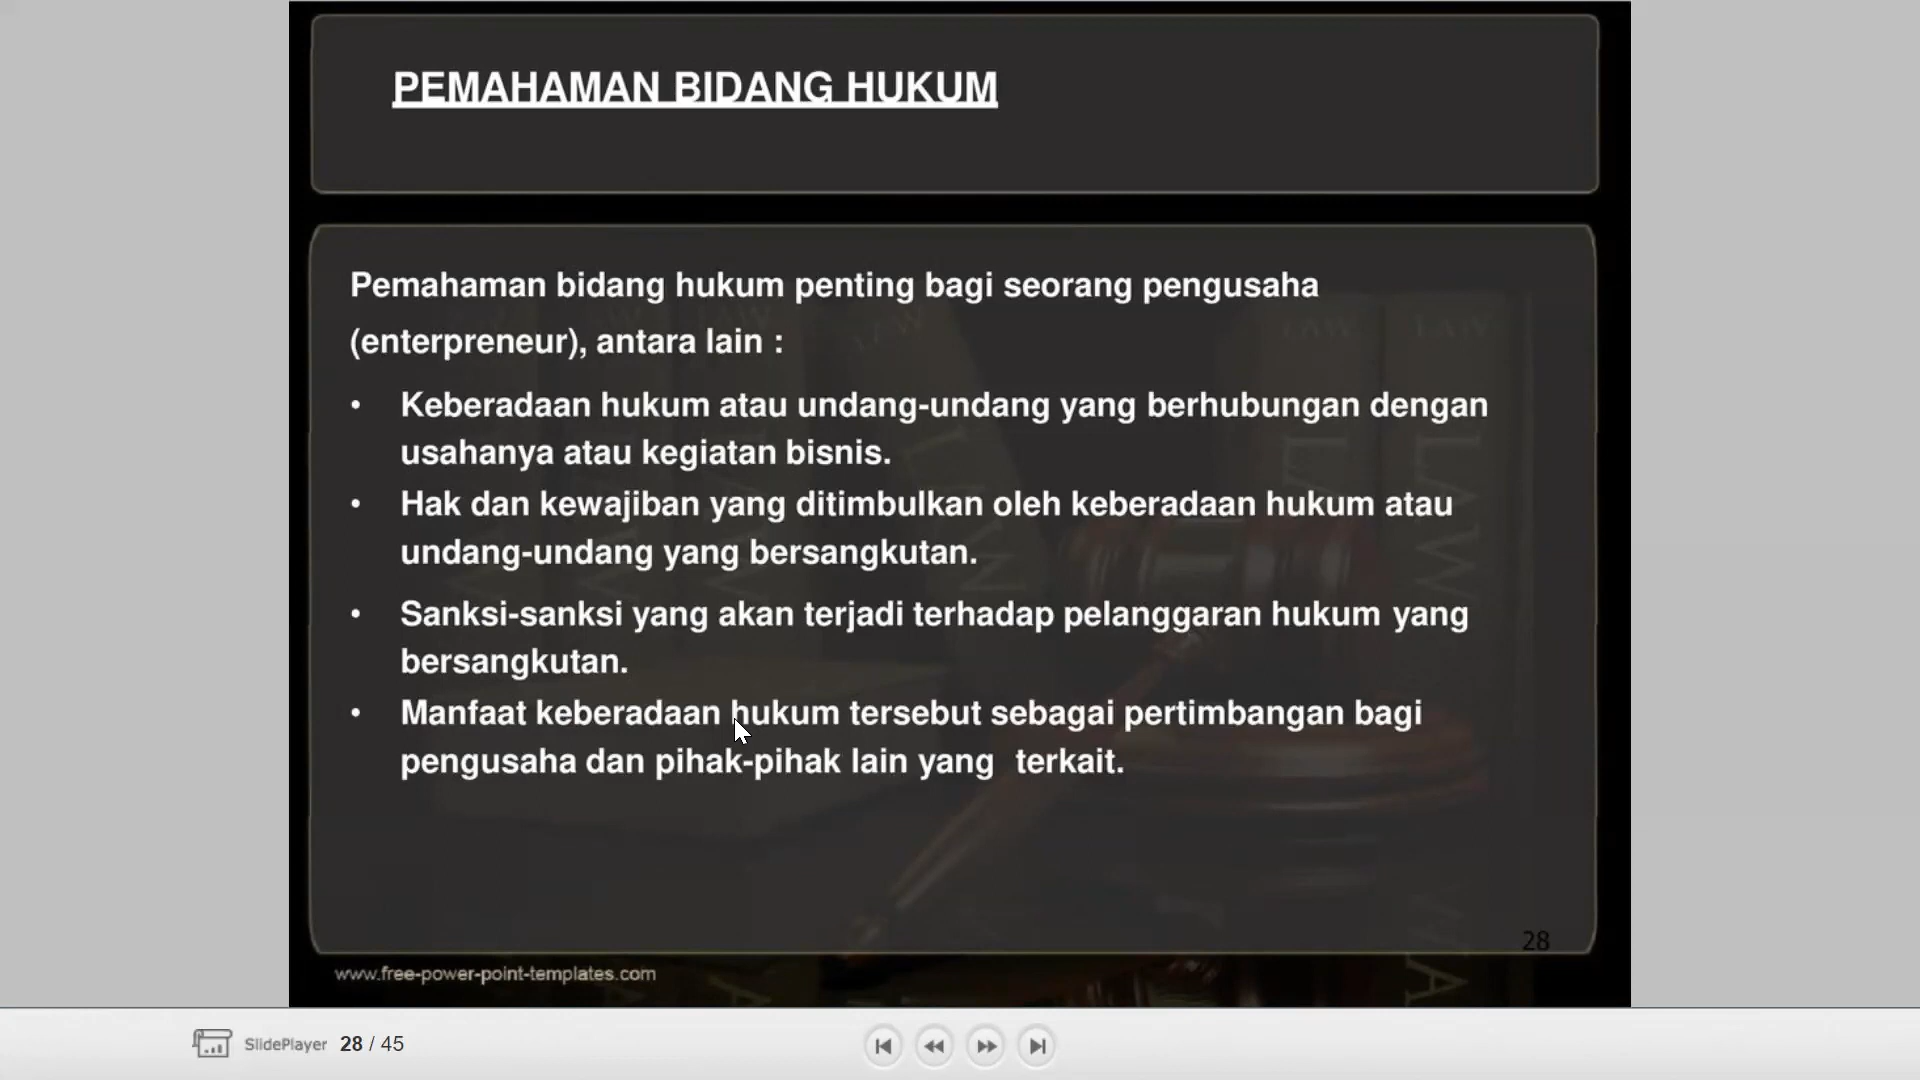 PEMAHAMAN BIDANG HUKUM
Pemahaman bidang hukum penting bagi seorang pengusaha
(enterpreneur), antara lain :
• Keberadaan hukum atau undang-undang yang berhubungan dengan
usahanya atau kegiatan bisnis.
• Hak dan kewajiban yang ditimbulkan oleh keberadaan hukum atau
undang-undang yang bersangkutan.
• Sanksi-sanksi yang akan terjadi terhadap pelanggaran hukum yang
bersangkutan.
• Manfaat keberadaan hukum tersebut sebagai pertimbangan bagi
pengusaha dan pihak-pihak lain yang terkait.
28
www.free-power-point-templates.com
SlidePlayer 28 / 45